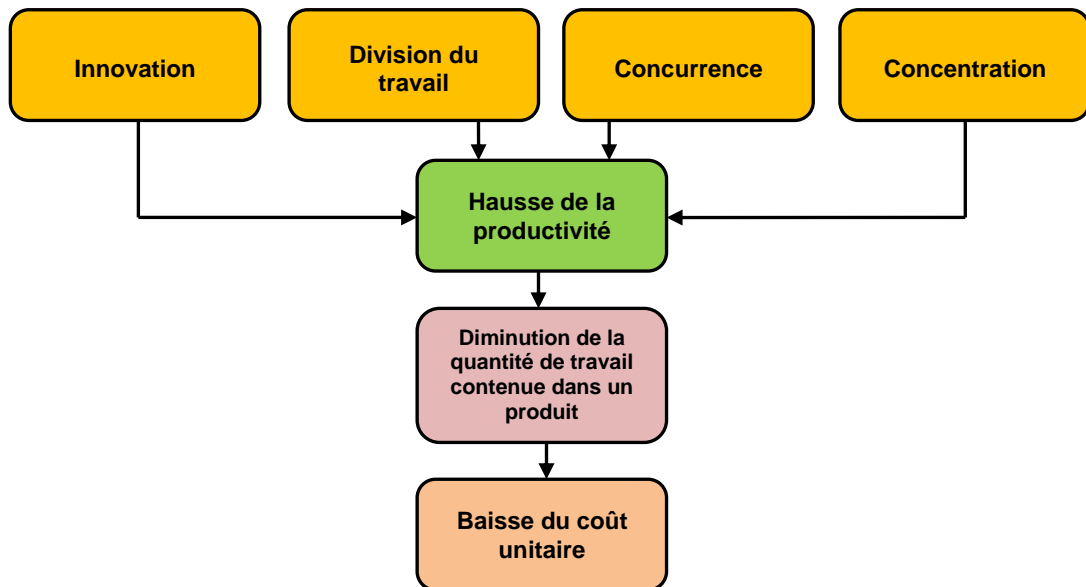 Innovation
Division du
travail
Concurrence
Concentration
Hausse de la
productivité
Diminution de la
quantité de travail
contenue dans un
produit
Baisse du coût
unitaire